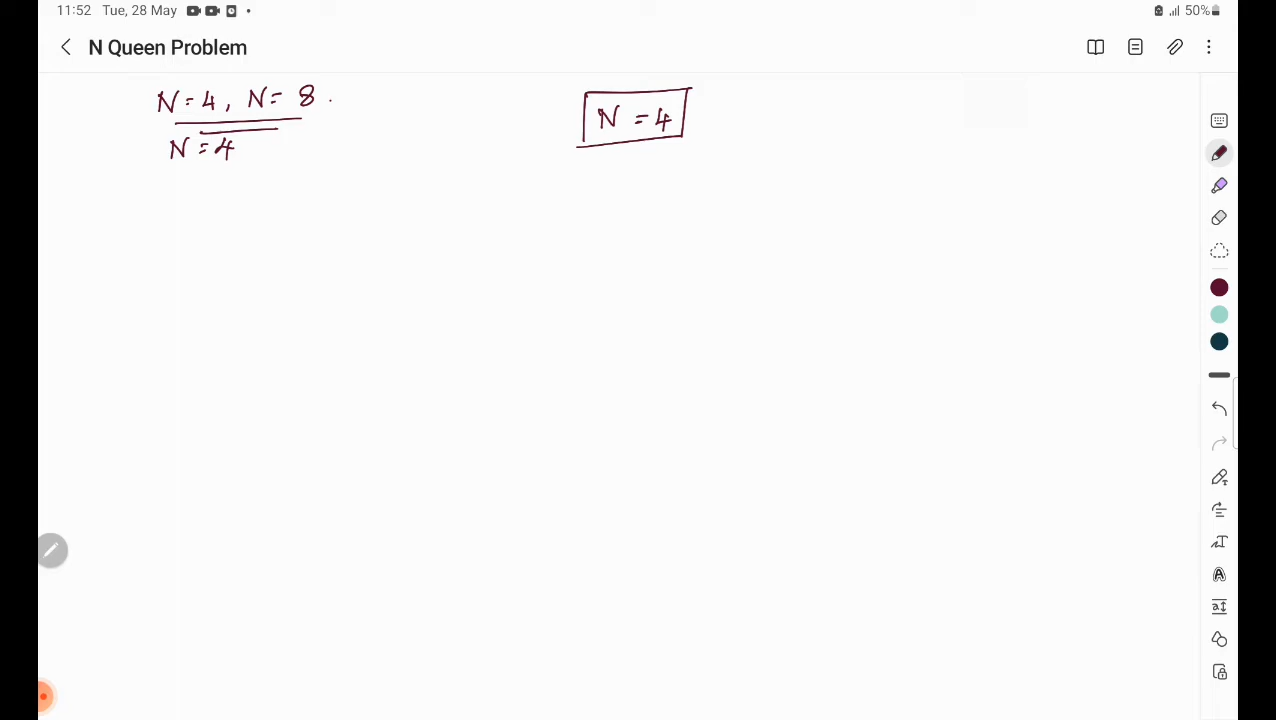 11:52 Tue, 28 May
50%
N Queen Problem
N=4, N= 8 .
N=4
N =4